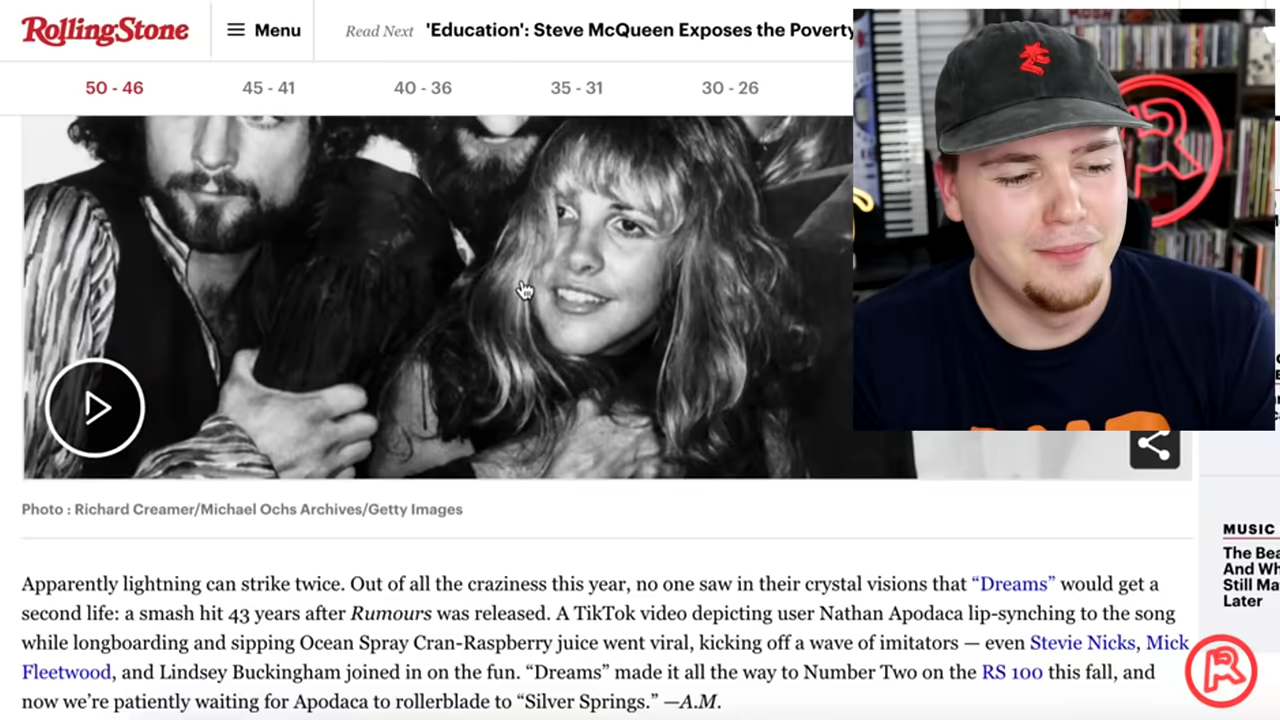 RollingStone
Menu
Read Next 'Education': Steve McQueen Exposes the Poverty
50 - 46 45 - 41 40 - 36 35 - 31 30 - 26
Photo : Richard Creamer/Michael Ochs Archives/Getty Images
Apparently lightning can strike twice. Out of all the craziness this year, no one saw in their crystal visions that “Dreams” would get a
second life: a smash hit 43 years after Rumours was released. A TikTok video depicting user Nathan Apodaca lip-synching to the song
while longboarding and sipping Ocean Spray Cran-Raspberry juice went viral, kicking off a wave of imitators — even Stevie Nicks, Mick
Fleetwood, and Lindsey Buckingham joined in on the fun. “Dreams” made it all the way to Number Two on the RS 100 this fall, and
now we’re patiently waiting for Apodaca to rollerblade to “Silver Springs.” —A.M.
MUSIC
The Bea
And Wh
Still Ma
Later
R
R